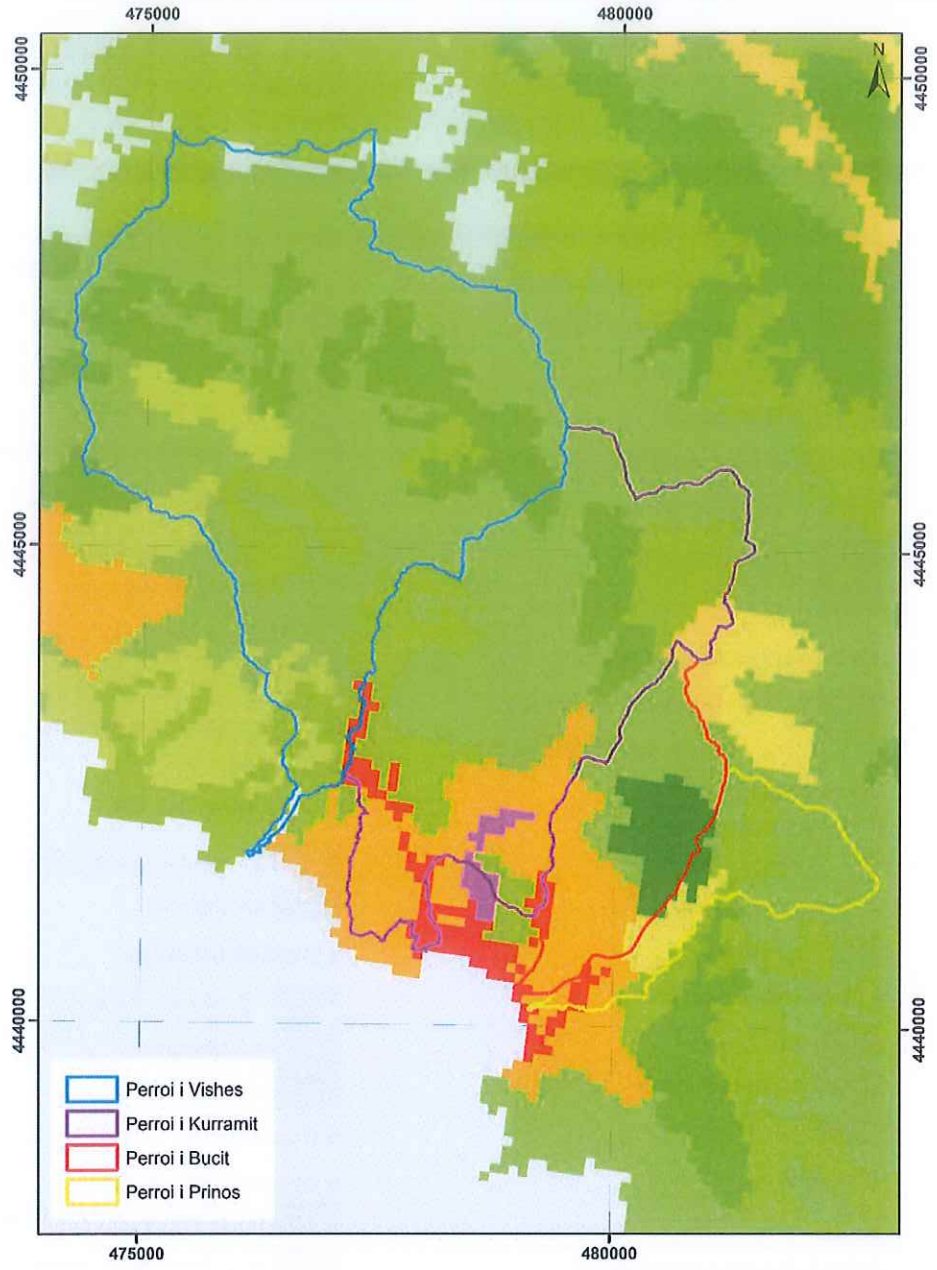 475000 480000
N
4450000 4450000
4445000 4445000
4440000 4440000
Perroi i Vishes
Perroi i Kurramit
Perroi i Bucit
Perroi i Prinos
475000 480000